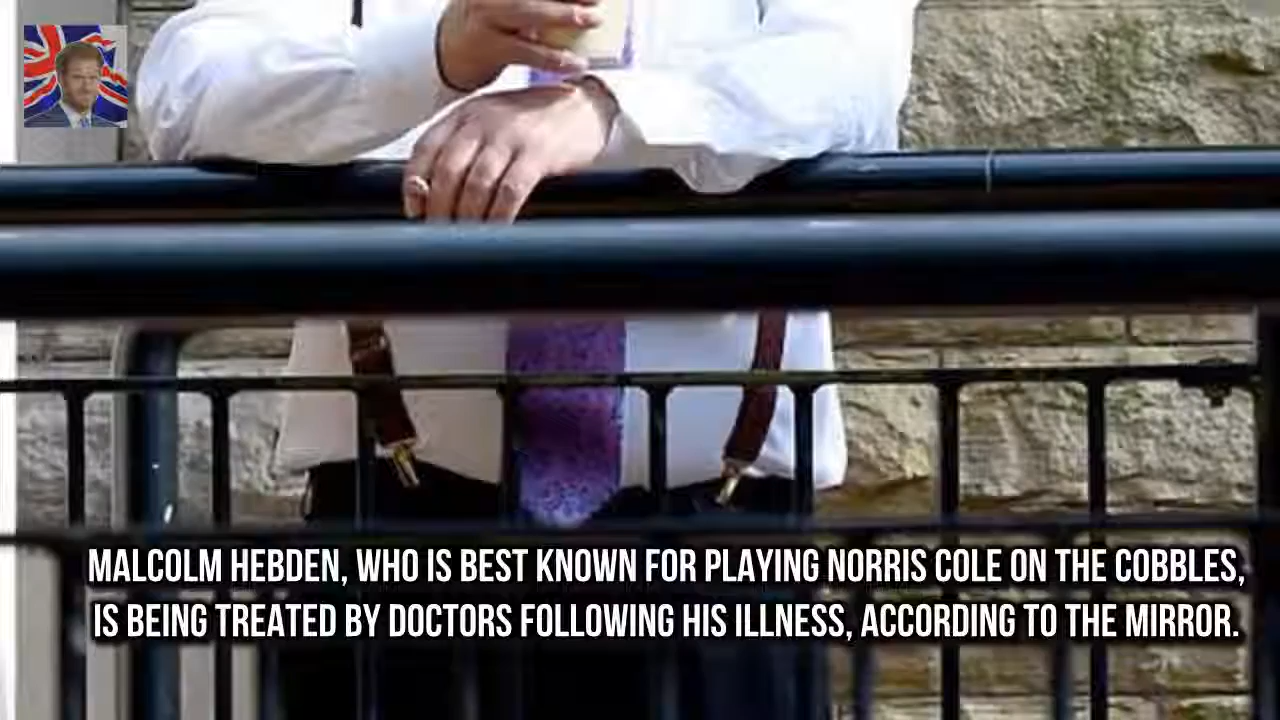 MALCOLM HEBDEN, WHO IS BEST KNOWN FOR PLAYING NORRIS COLE ON THE COBBLES,
IS BEING TREATED BY DOCTORS FOLLOWING HIS ILLNESS, ACCORDING TO THE MIRROR.